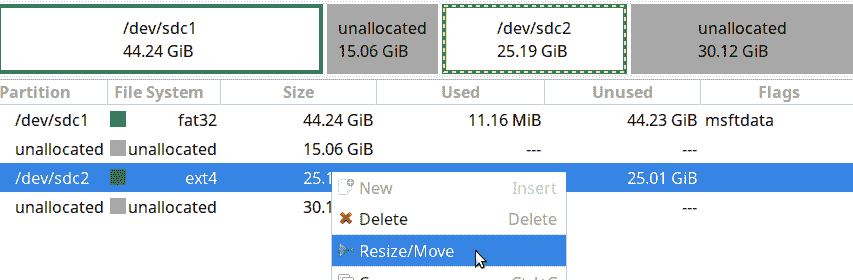 /dev/sdc1 unallocated /dev/sdc2 unallocated
44.24 GiB 15.06 GiB 25.19 GiB 30.12 GiB
Partition File System Size Used Unused Flags
/dev/sdc1 fat32 44.24 GiB 11.16 MiB 44.23 GiB msftdata
unallocated unallocated 15.06 GiB --- ---
/dev/sdc2 ext4 25.1 25.01 GiB
unallocated unallocated 30.1 ---
New Insert
Delete Delete
Resize/Move